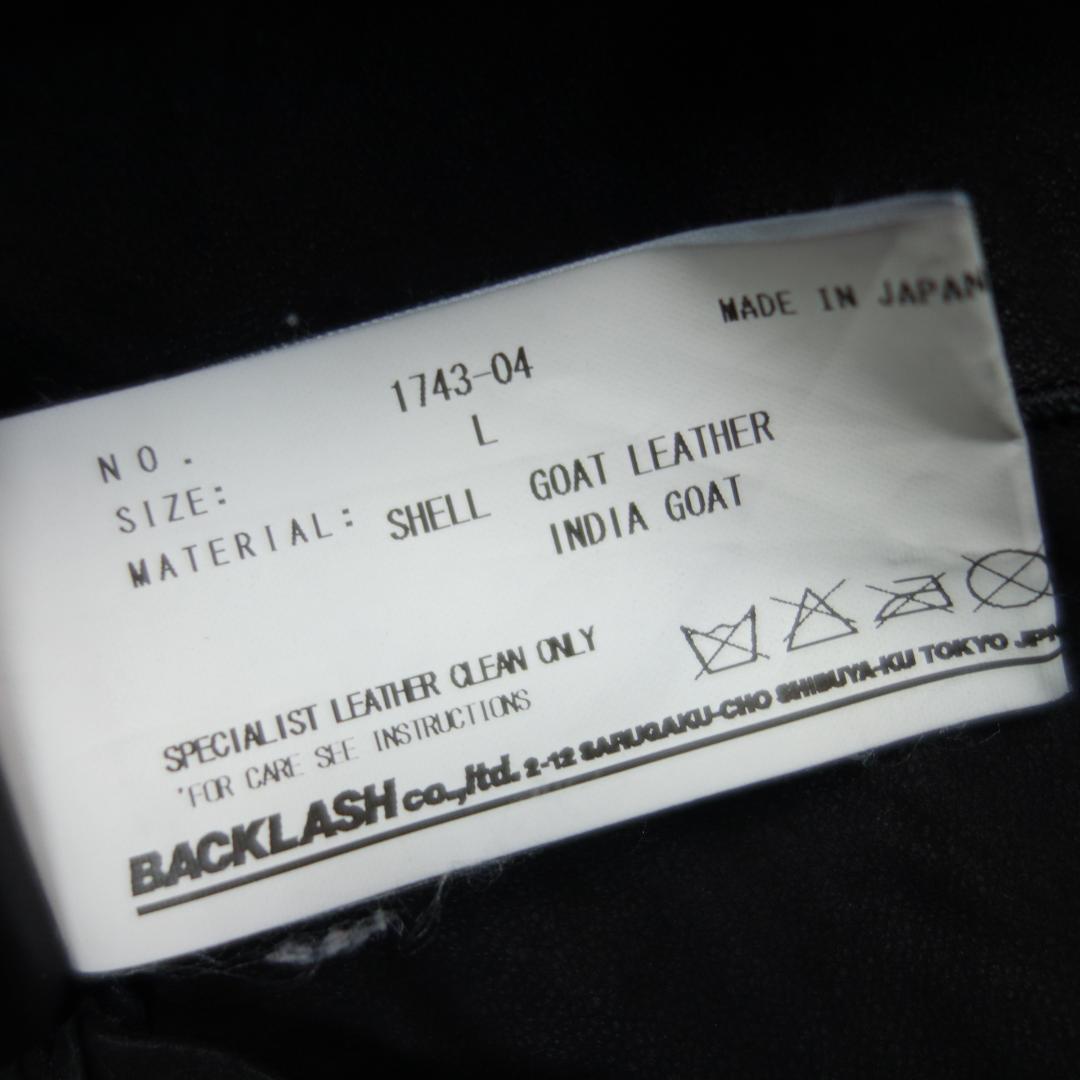 MADE IN JAPAN
NO. 1743-04
SIZE: L
MATERIAL: SHELL GOAT LEATHER
INDIA GOAT
SPECIALIST LEATHER CLEAN ONLY
*FOR CARE SEE INSTRUCTIONS
BACKLASH co.,ltd. 2-12 SARUGAKU-CHO SHIBUYA-KU TOKYO JPN